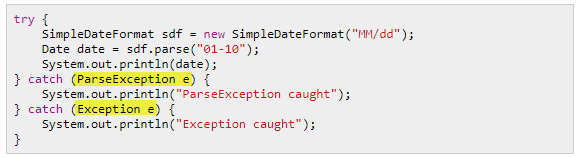 try {
    SimpleDateFormat sdf = new SimpleDateFormat("MM/dd");
    Date date = sdf.parse("01-10");
    System.out.println(date);
} catch (ParseException e) {
    System.out.println("ParseException caught");
} catch (Exception e) {
    System.out.println("Exception caught");
}